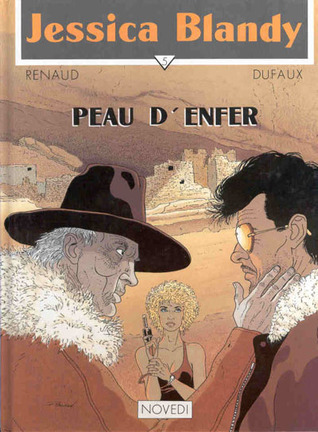 Jessica Blandy
5
RENAUD DUFAUX
PEAU D'ENFER
NOVEDI